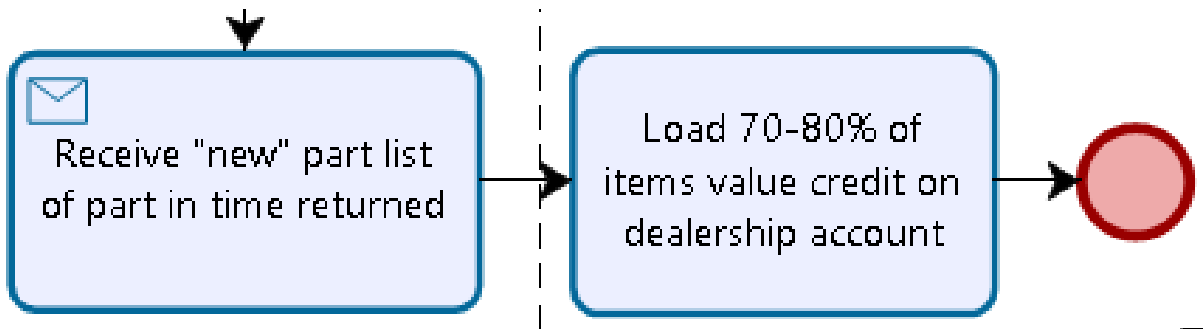 Receive "new" part list
of part in time returned
Load 70-80% of
items value credit on
dealership account